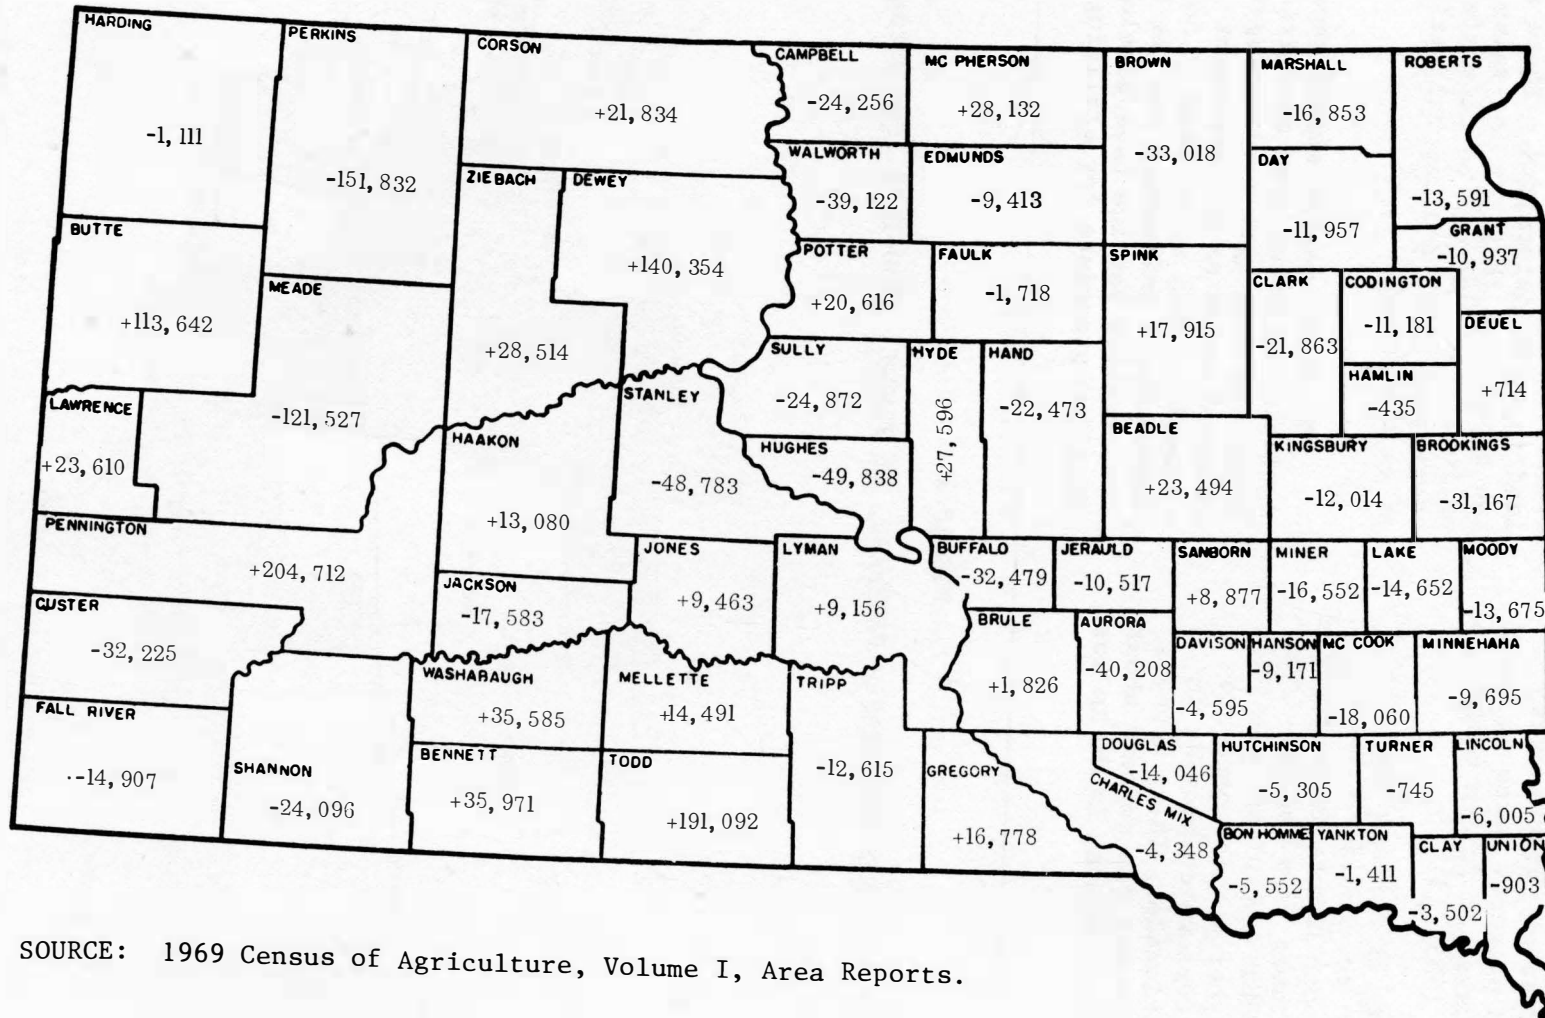 HARDING
-1,111
PERKINS
-151,832
CORSON
+21,834
CAMPBELL
-24,256
MC PHERSON
+28,132
BROWN
-33,018
MARSHALL
-16,853
ROBERTS
-13,591
WALWORTH
-39,122
EDMUNDS
-9,413
DAY
-11,957
ZIEBACH
+28,514
DEWEY
+140,354
BUTTE
+113,642
MEADE
-121,527
POTTER
+20,616
FAULK
-1,718
SPINK
+17,915
GRANT
-10,937
CLARK
-21,863
CODINGTON
-11,181
DEUEL
+714
HAMLIN
-435
SULLY
-24,872
HYDE
+27,596
HAND
-22,473
LAWRENCE
+23,610
HAAKON
+13,080
STANLEY
-48,783
HUGHES
-49,838
BEADLE
+23,494
KINGSBURY
-12,014
BROOKINGS
-31,167
PENNINGTON
+204,712
JACKSON
-17,583
JONES
+9,463
LYMAN
+9,156
BUFFALO
-32,479
JERAULD
-10,517
SANBORN
+8,877
MINER
-16,552
LAKE
-14,652
MOODY
-13,675
CUSTER
-32,225
BRULE
+1,826
AURORA
-40,208
DAVISON
-4,595
HANSON
-9,171
MC COOK
-18,060
MINNEHAHA
-9,695
WASHABAUGH
+35,585
MELLETTE
+14,491
TRIPP
-12,615
FALL RIVER
-14,907
SHANNON
-24,096
BENNETT
+35,971
TODD
+191,092
GREGORY
+16,778
DOUGLAS
-14,046
CHARLES MIX
-4,348
HUTCHINSON
-5,305
TURNER
-745
LINCOLN
-6,005
BON HOMME
-5,552
YANKTON
-1,411
CLAY
-3,502
UNION
-903
SOURCE: 1969 Census of Agriculture, Volume I, Area Reports.